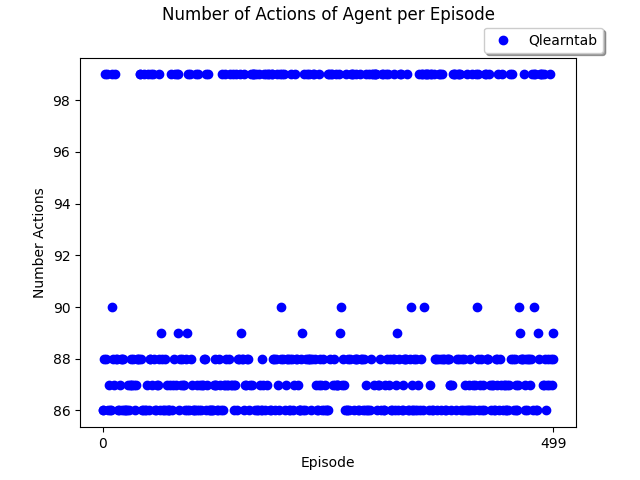 Number of Actions of Agent per Episode
Qlearntab
98
96
94
92
90
88
86
Number Actions
0
499
Episode